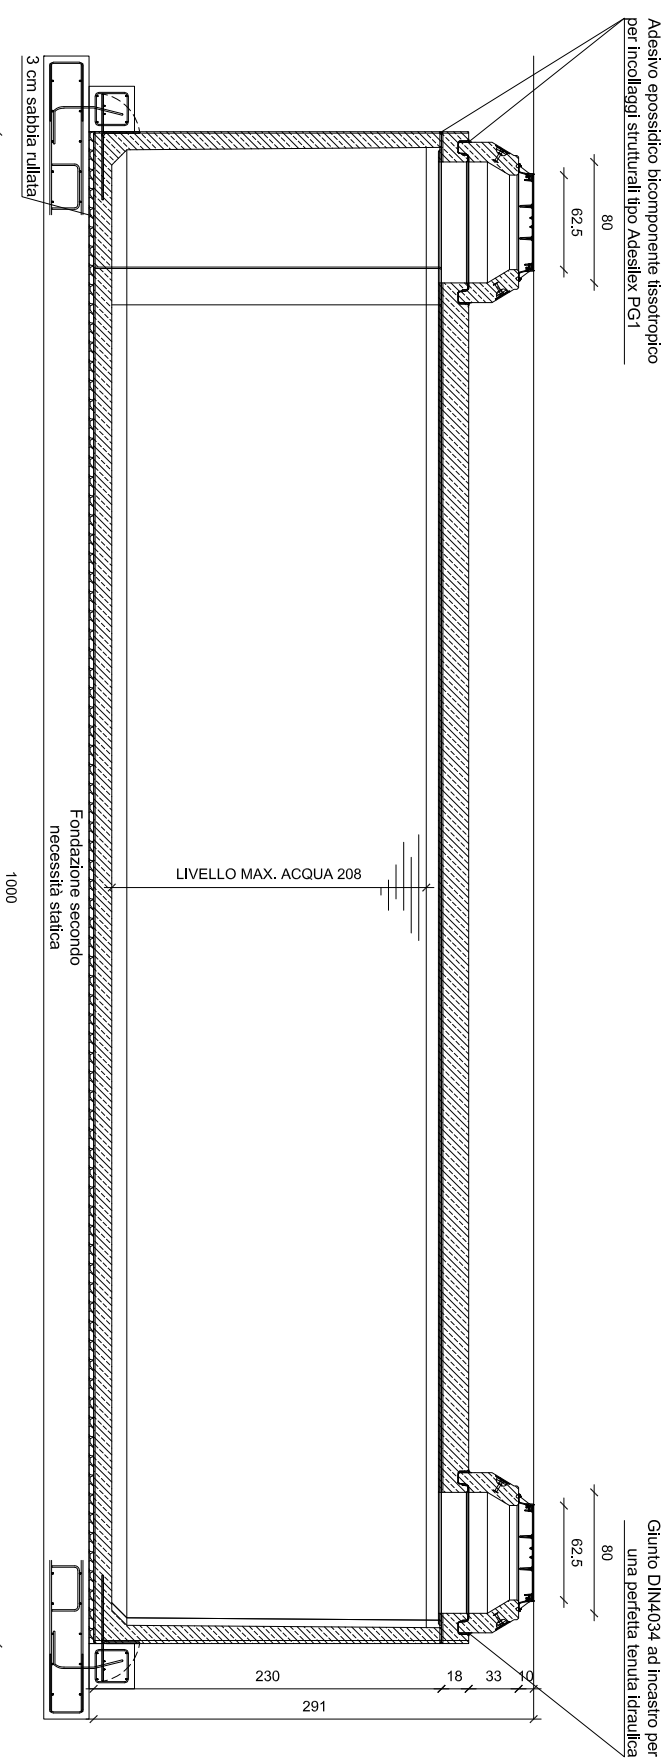 Adesivo epossidico bicomponente tissotropico
per incollaggi strutturali tipo Adesilex PG1
Giunto DIN4034 ad incastro per
una perfetta tenuta idraulica
80
62.5
80
62.5
LIVELLO MAX. ACQUA 208
230
18
33
10
291
3 cm sabbia rullata
Fondazione secondo
necessità statica
1000